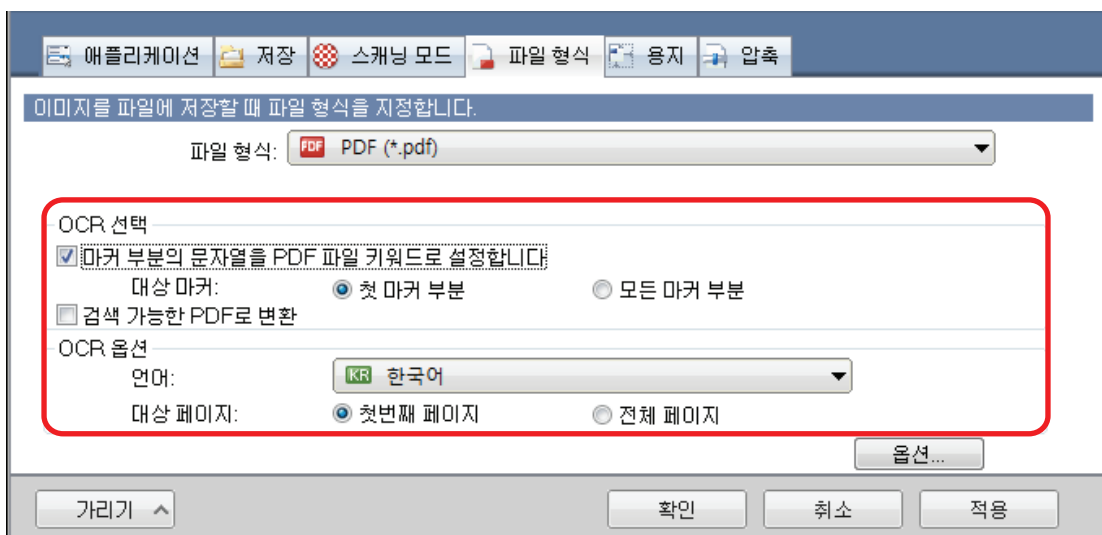 애플리케이션 저장 스캐닝 모드 파일 형식 용지 압축
이미지를 파일에 저장할 때 파일 형식을 지정합니다.
파일 형식: PDF PDF (*.pdf)
OCR 선택
마커 부분의 문자열을 PDF 파일 키워드로 설정합니다
대상 마커: 첫 마커 부분 모든 마커 부분
검색 가능한 PDF로 변환
OCR 옵션
언어: KR 한국어
대상 페이지: 첫번째 페이지 전체 페이지
옵션...
가리기 확인 취소 적용